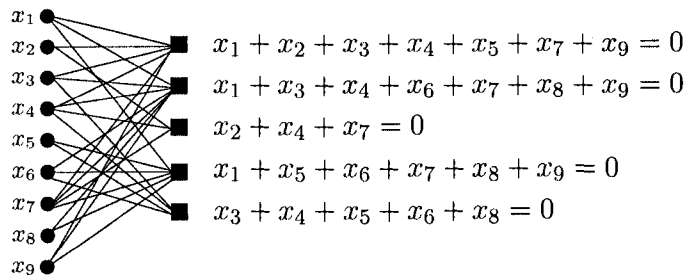 x₁
x₂
x₃
x₄
x₅
x₆
x₇
x₈
x₉
x₁ + x₂ + x₃ + x₄ + x₅ + x₇ + x₉ = 0
x₁ + x₃ + x₄ + x₆ + x₇ + x₈ + x₉ = 0
x₂ + x₄ + x₇ = 0
x₁ + x₅ + x₆ + x₇ + x₈ + x₉ = 0
x₃ + x₄ + x₅ + x₆ + x₈ = 0